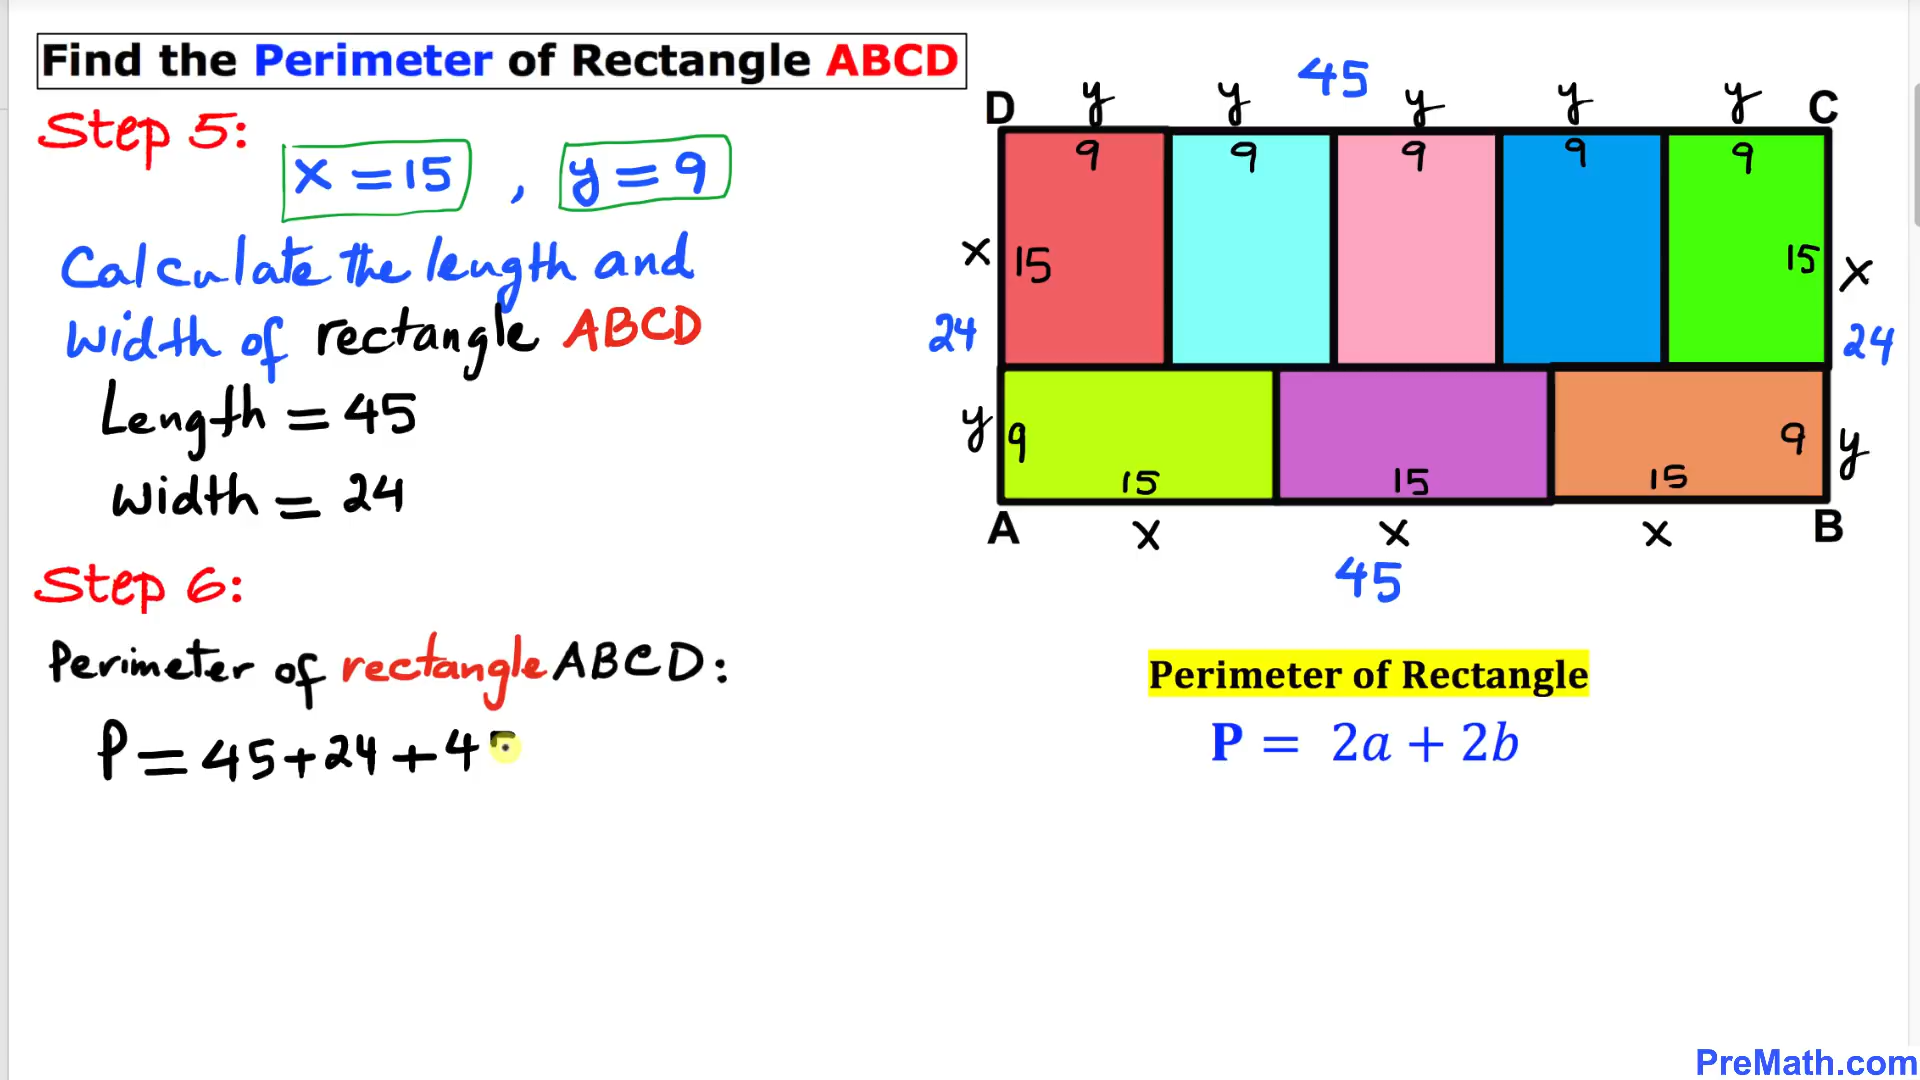 Find the Perimeter of Rectangle ABCD
Step 5:
x = 15 , y = 9
Calculate the length and
width of rectangle ABCD
Length = 45
width = 24
Step 6:
Perimeter of rectangle ABCD:
P = 45 + 24 + 4
45
D y y y y y C
9 9 9 9 9
x 15 15 x
24 24
y 9 9 y
15 15 15
A x x x B
45
Perimeter of Rectangle
P = 2a + 2b
PreMath.com